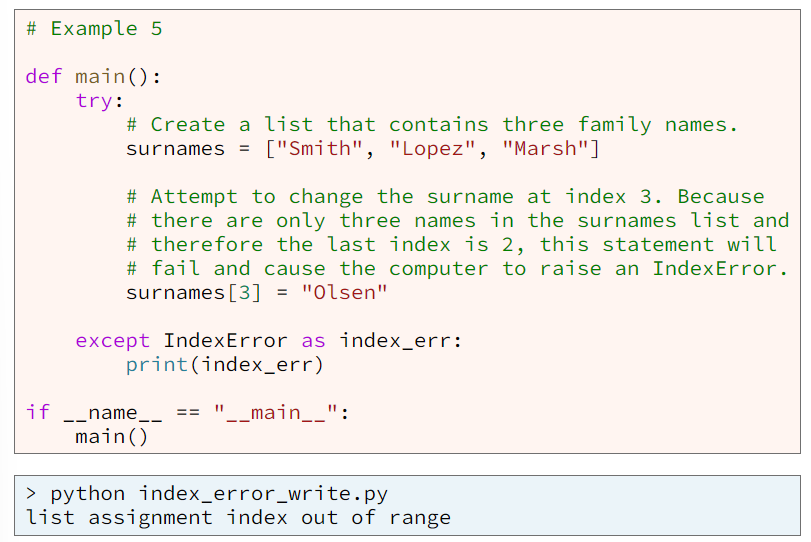 # Example 5
def main():
    try:
        # Create a list that contains three family names.
        surnames = ["Smith", "Lopez", "Marsh"]
        # Attempt to change the surname at index 3. Because
        # there are only three names in the surnames list and
        # therefore the last index is 2, this statement will
        # fail and cause the computer to raise an IndexError.
        surnames[3] = "Olsen"
    except IndexError as index_err:
        print(index_err)
if __name__ == "__main__":
    main()
> python index_error_write.py
list assignment index out of range